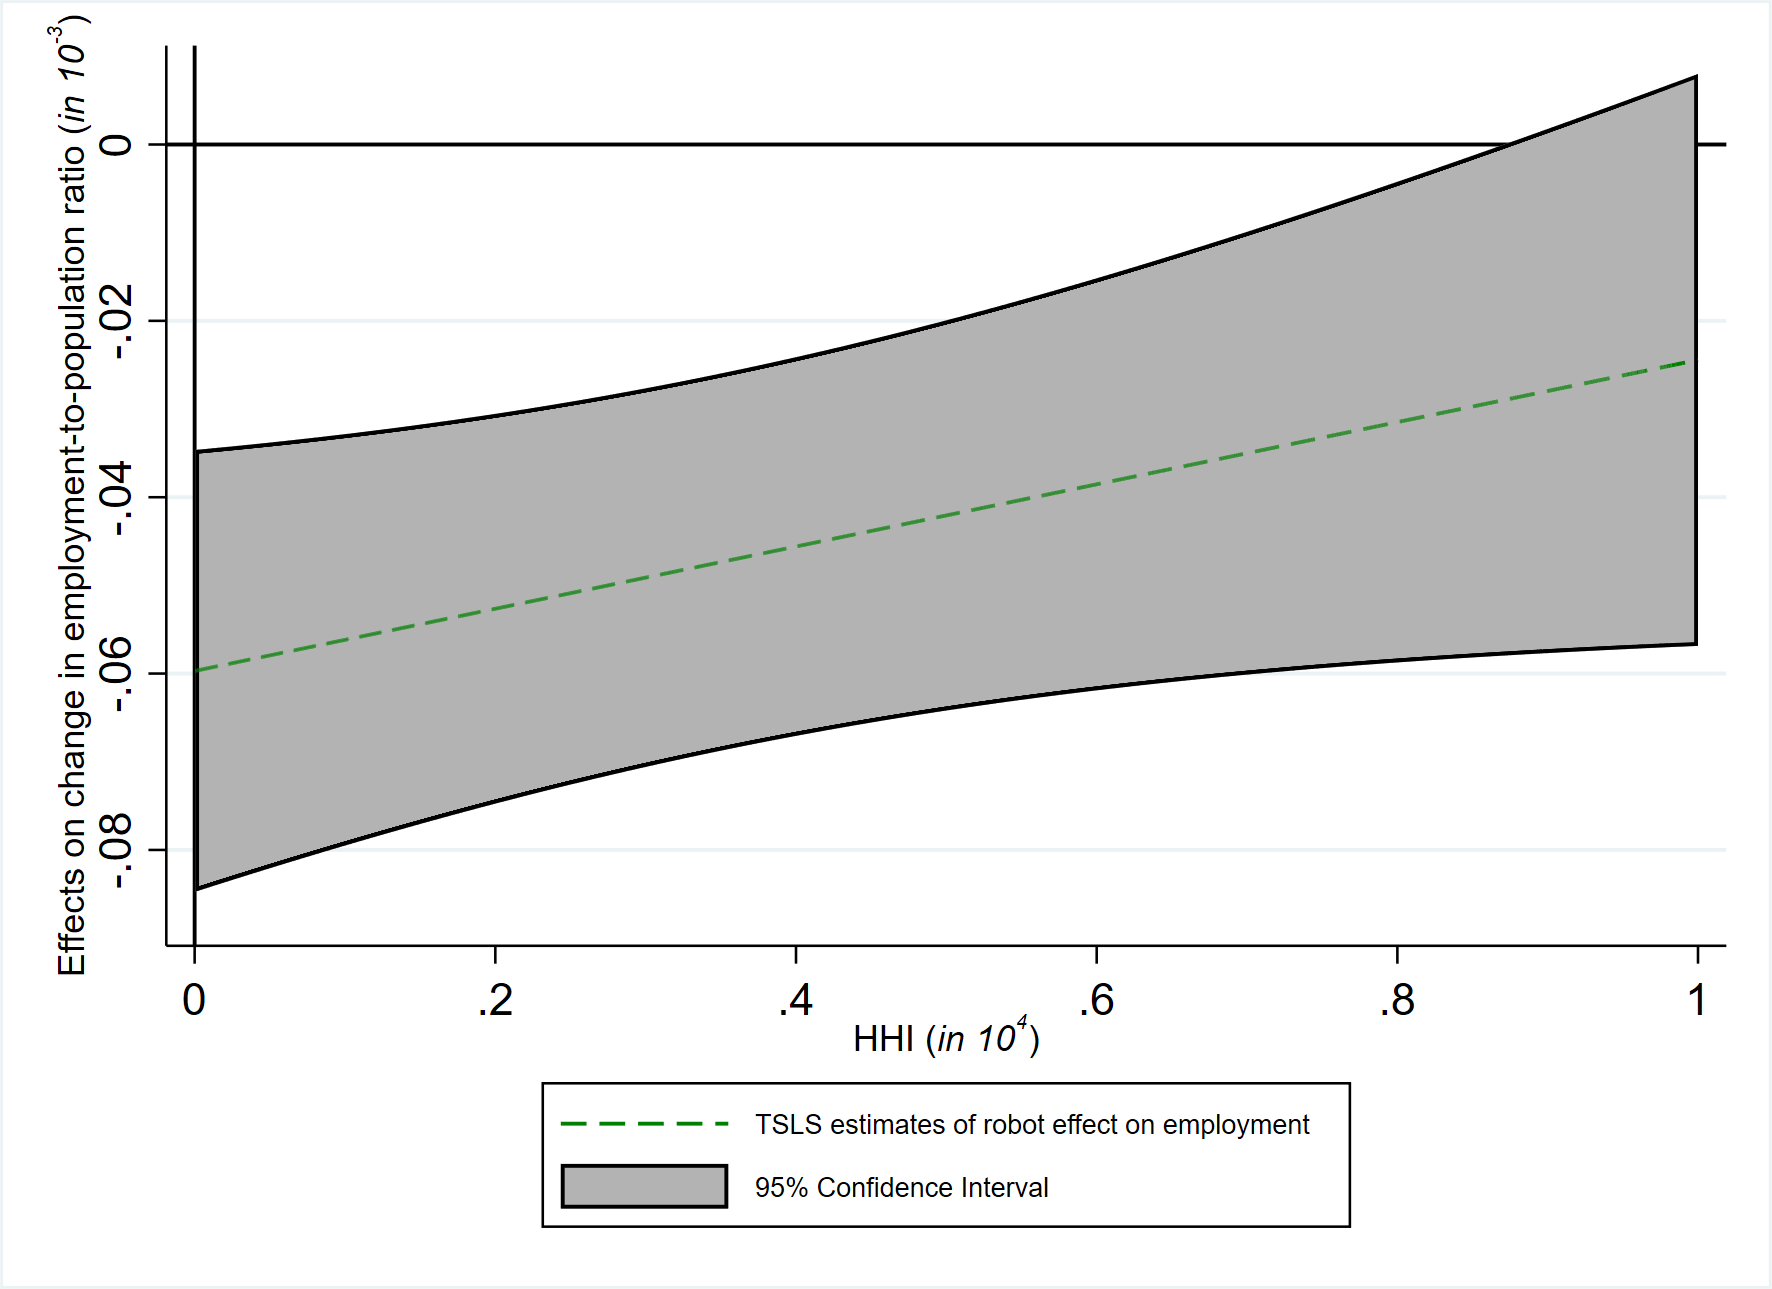 Effects on change in employment-to-population ratio (in 10-3)
0
-.02
-.04
-.06
-.08
0 .2 .4 .6 .8 1
HHI (in 104)
TSLS estimates of robot effect on employment
95% Confidence Interval